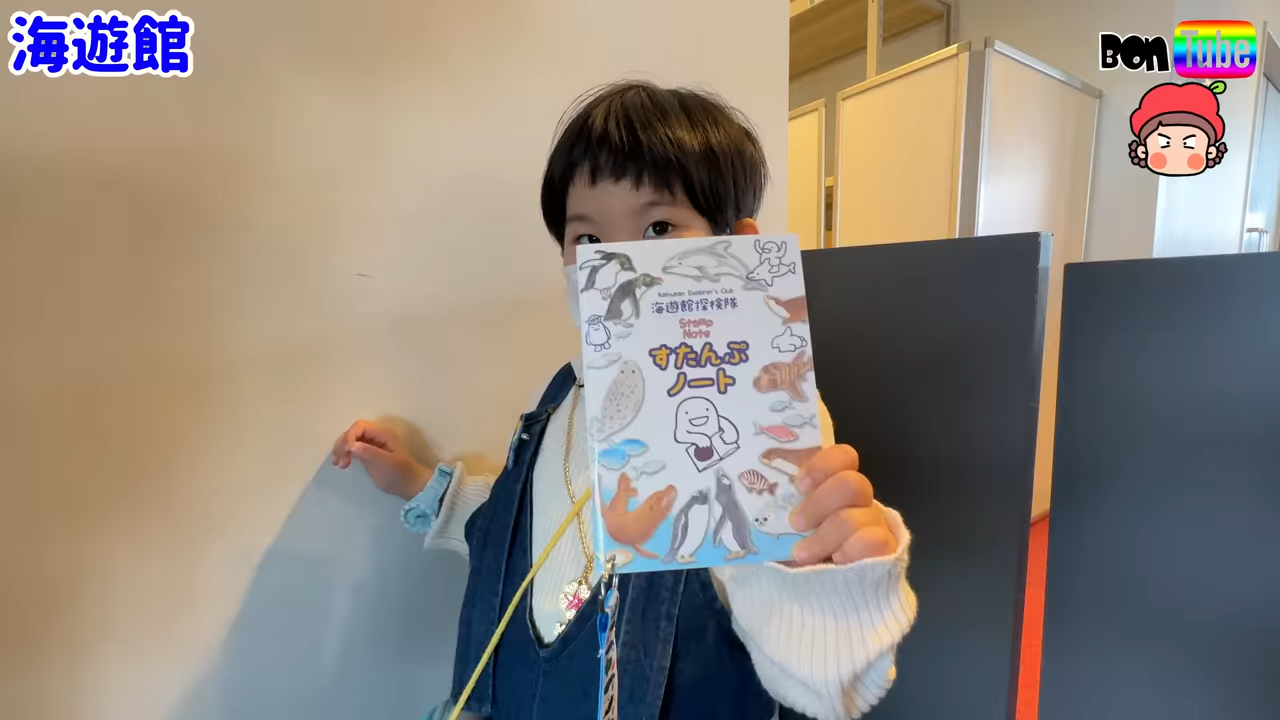 海遊館
BON Tube
Kaiyukan Explorer's Club
海遊館探検隊
Stamp
Note
すたんぷ
ノート